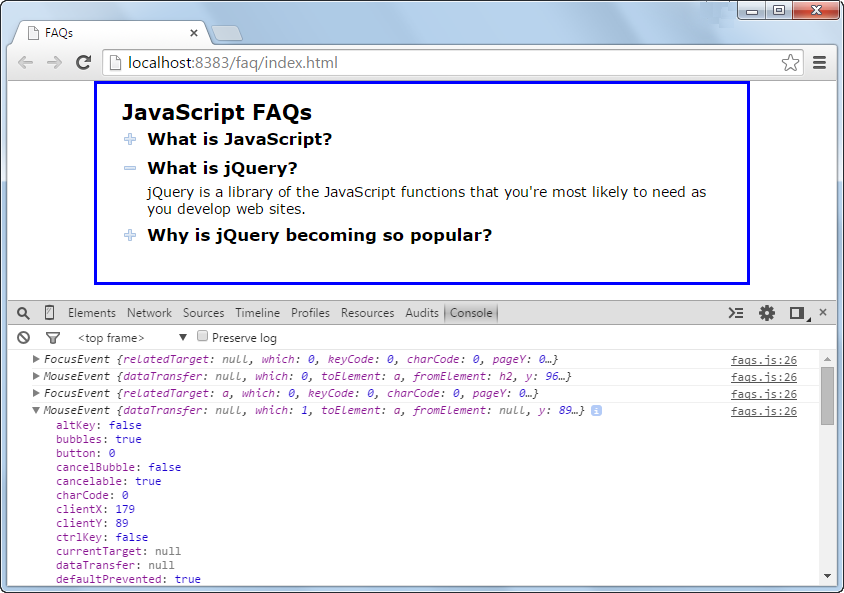 FAQs
localhost:8383/faq/index.html
JavaScript FAQs
What is JavaScript?
What is jQuery?
jQuery is a library of the JavaScript functions that you're most likely to need as
you develop web sites.
Why is jQuery becoming so popular?
Elements Network Sources Timeline Profiles Resources Audits Console
<top frame> Preserve log
FocusEvent {relatedTarget: null, which: 0, keyCode: 0, charCode: 0, pageY: 0…} faqs.js:26
MouseEvent {dataTransfer: null, which: 0, toElement: a, fromElement: h2, y: 96…} faqs.js:26
FocusEvent {relatedTarget: a, which: 0, keyCode: 0, charCode: 0, pageY: 0…} faqs.js:26
MouseEvent {dataTransfer: null, which: 1, toElement: a, fromElement: null, y: 89…} i faqs.js:26
altKey: false
bubbles: true
button: 0
cancelBubble: false
cancelable: true
charCode: 0
clientX: 179
clientY: 89
ctrlKey: false
currentTarget: null
dataTransfer: null
defaultPrevented: true